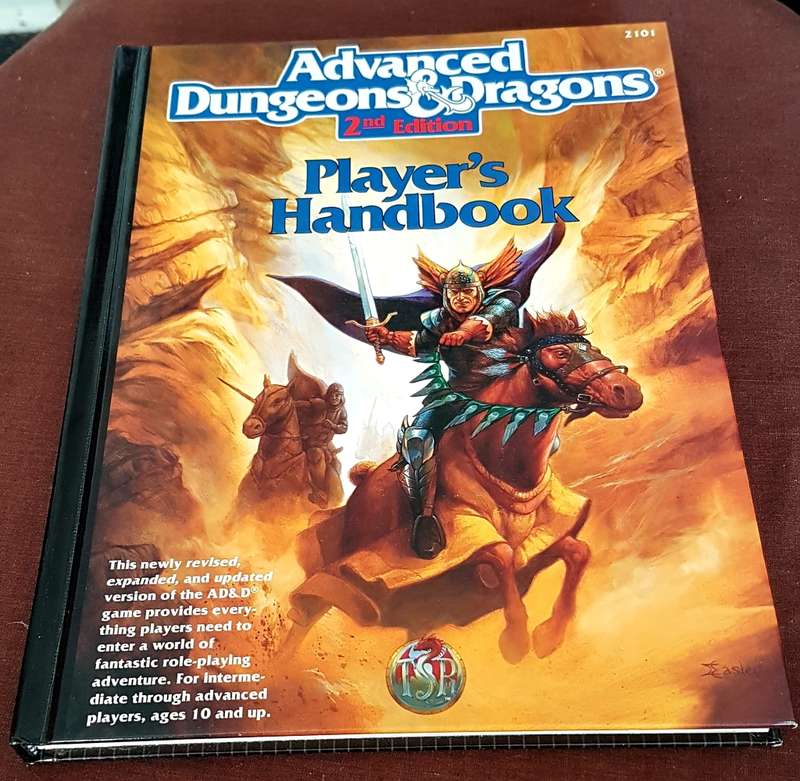 2101
Advanced
Dungeons & Dragons®
2nd Edition
Player's
Handbook
This newly revised,
expanded, and updated
version of the AD&D®
game provides every-
thing players need to
enter a world of
fantastic role-playing
adventure. For interme-
diate through advanced
players, ages 10 and up.
TSR
Easley